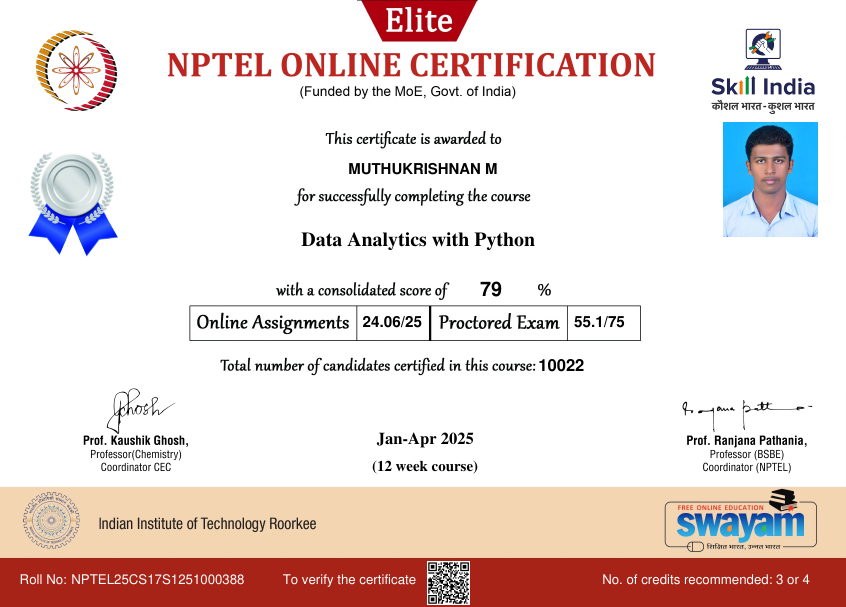 Elite
NPTEL ONLINE CERTIFICATION
(Funded by the MoE, Govt. of India)
Skill India
कौशल भारत - कुशल भारत
This certificate is awarded to
MUTHUKRISHNAN M
for successfully completing the course
Data Analytics with Python
with a consolidated score of 79 %
Online Assignments 24.06/25 Proctored Exam 55.1/75
Total number of candidates certified in this course: 10022
Prof. Kaushik Ghosh,
Professor(Chemistry)
Coordinator CEC
Jan-Apr 2025
(12 week course)
Prof. Ranjana Pathania,
Professor (BSBE)
Coordinator (NPTEL)
Indian Institute of Technology Roorkee
FREE ONLINE EDUCATION
swayam
शिक्षित भारत, उन्नत भारत
Roll No: NPTEL25CS17S1251000388
To verify the certificate
No. of credits recommended: 3 or 4